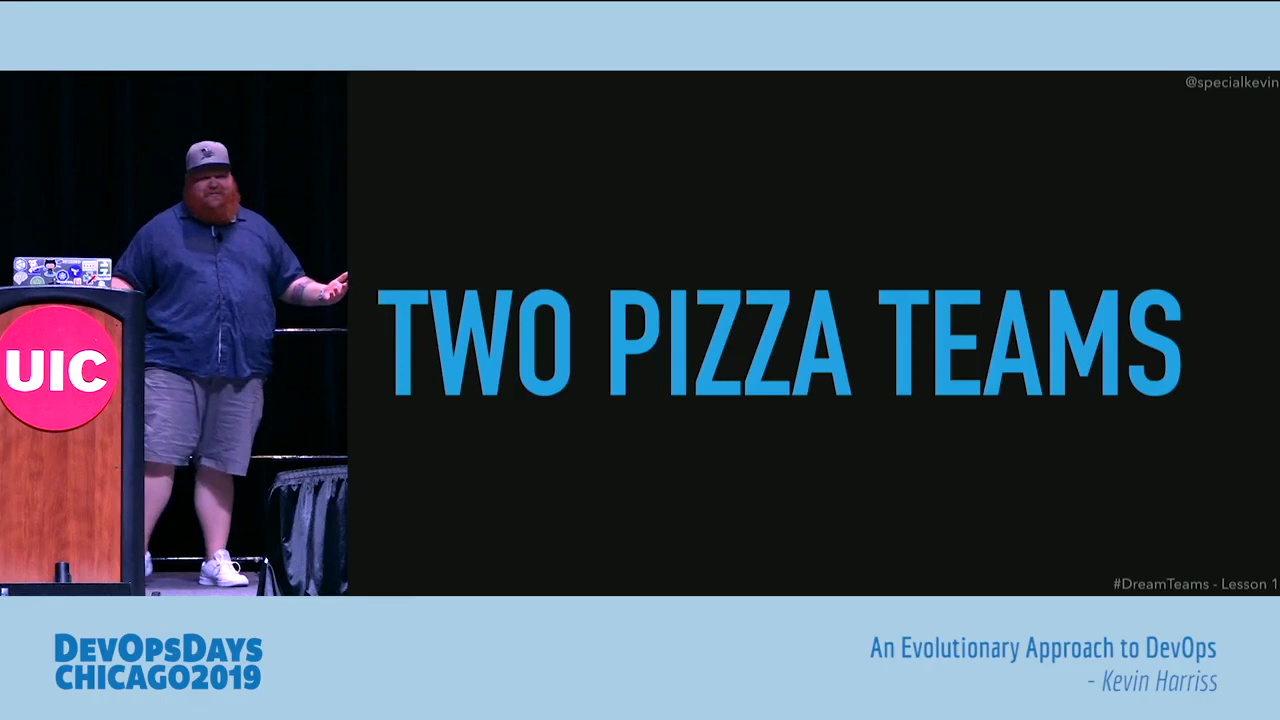 @specialkevin
UIC
TWO PIZZA TEAMS
#DreamTeams - Lesson 1
DEVOPSDAYS
CHICAGO2019
An Evolutionary Approach to DevOps
- Kevin Harriss